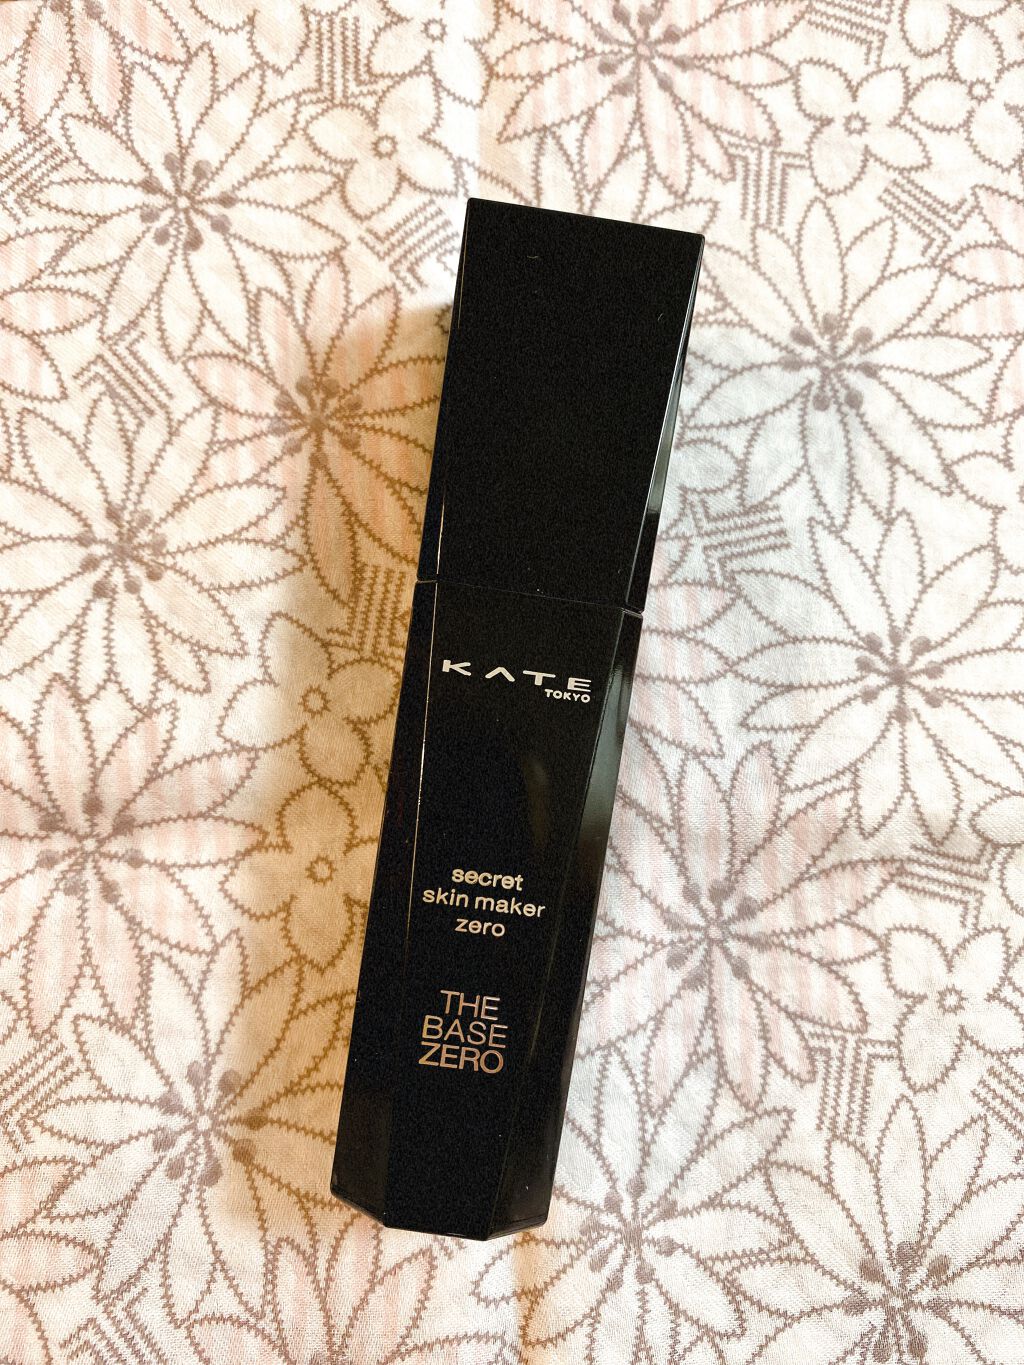 KATE
TOKYO
secret
skin maker
zero
THE
BASE
ZERO